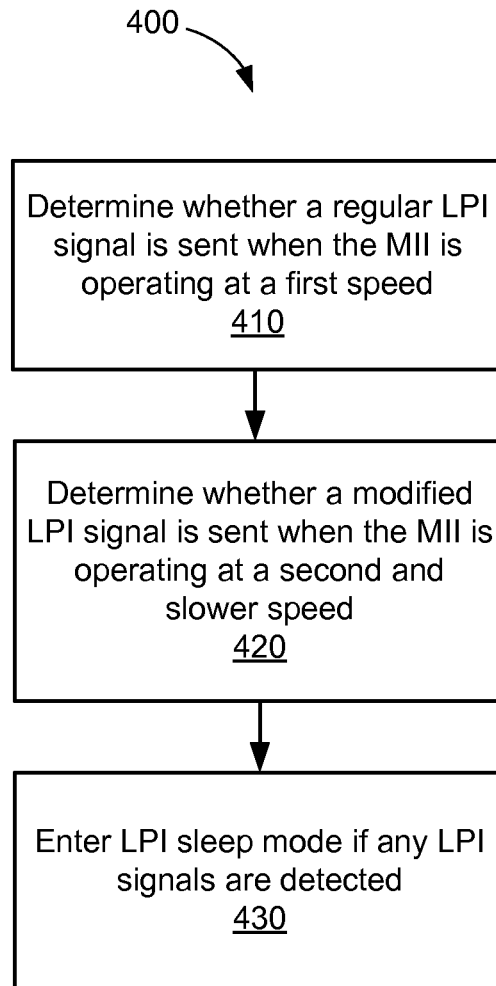 400
Determine whether a regular LPI
signal is sent when the MII is
operating at a first speed
410
Determine whether a modified
LPI signal is sent when the MII is
operating at a second and
slower speed
420
Enter LPI sleep mode if any LPI
signals are detected
430